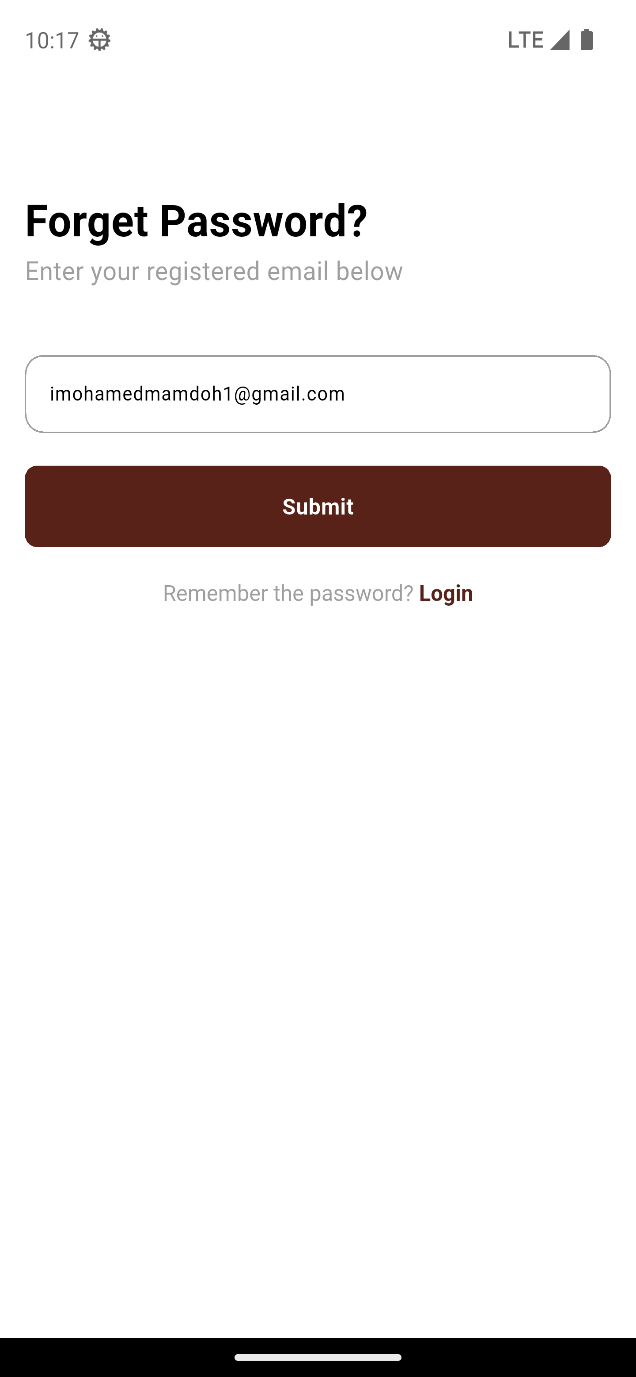 10:17 LTE
Forget Password?
Enter your registered email below
imohamedmamdoh1@gmail.com
Submit
Remember the password? Login